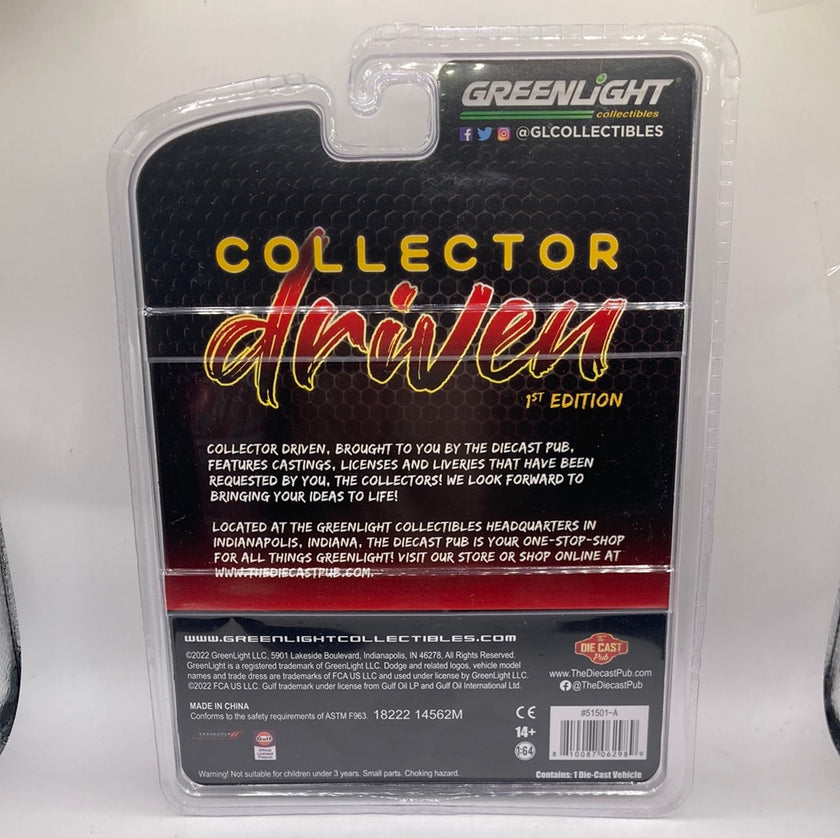 GREENLiGHT®
collectibles
@GLCOLLECTIBLES
COLLECTOR
driven
1ST EDITION
COLLECTOR DRIVEN, BROUGHT TO YOU BY THE DIECAST PUB,
FEATURES CASTINGS, LICENSES AND LIVERIES THAT HAVE BEEN
REQUESTED BY YOU, THE COLLECTORS! WE LOOK FORWARD TO
BRINGING YOUR IDEAS TO LIFE!
LOCATED AT THE GREENLIGHT COLLECTIBLES HEADQUARTERS IN
INDIANAPOLIS, INDIANA, THE DIECAST PUB IS YOUR ONE-STOP-SHOP
FOR ALL THINGS GREENLIGHT! VISIT OUR STORE OR SHOP ONLINE AT
WWW.THEDIECASTPUB.COM.
WWW.GREENLIGHTCOLLECTIBLES.COM
©2022 GreenLight LLC, 5901 Lakeside Boulevard, Indianapolis, IN 46278, All Rights Reserved.
GreenLight is a registered trademark of GreenLight LLC. Dodge and related logos, vehicle model
names and trade dress are trademarks of FCA US LLC and used under license by GreenLight LLC.
©2022 FCA US LLC. Gulf trademark under license from Gulf Oil LP and Gulf Oil International Ltd.
The
DIE CAST
Pub
www.TheDiecastPub.com
@TheDiecastPub
MADE IN CHINA
Conforms to the safety requirements of ASTM F963. 18222 14562M
DODGE
Gulf
Official
Licensed
Product
CE
14+
1:64
#51501-A
8 10087 06298 9
Warning! Not suitable for children under 3 years. Small parts. Choking hazard.
Contains: 1 Die-Cast Vehicle